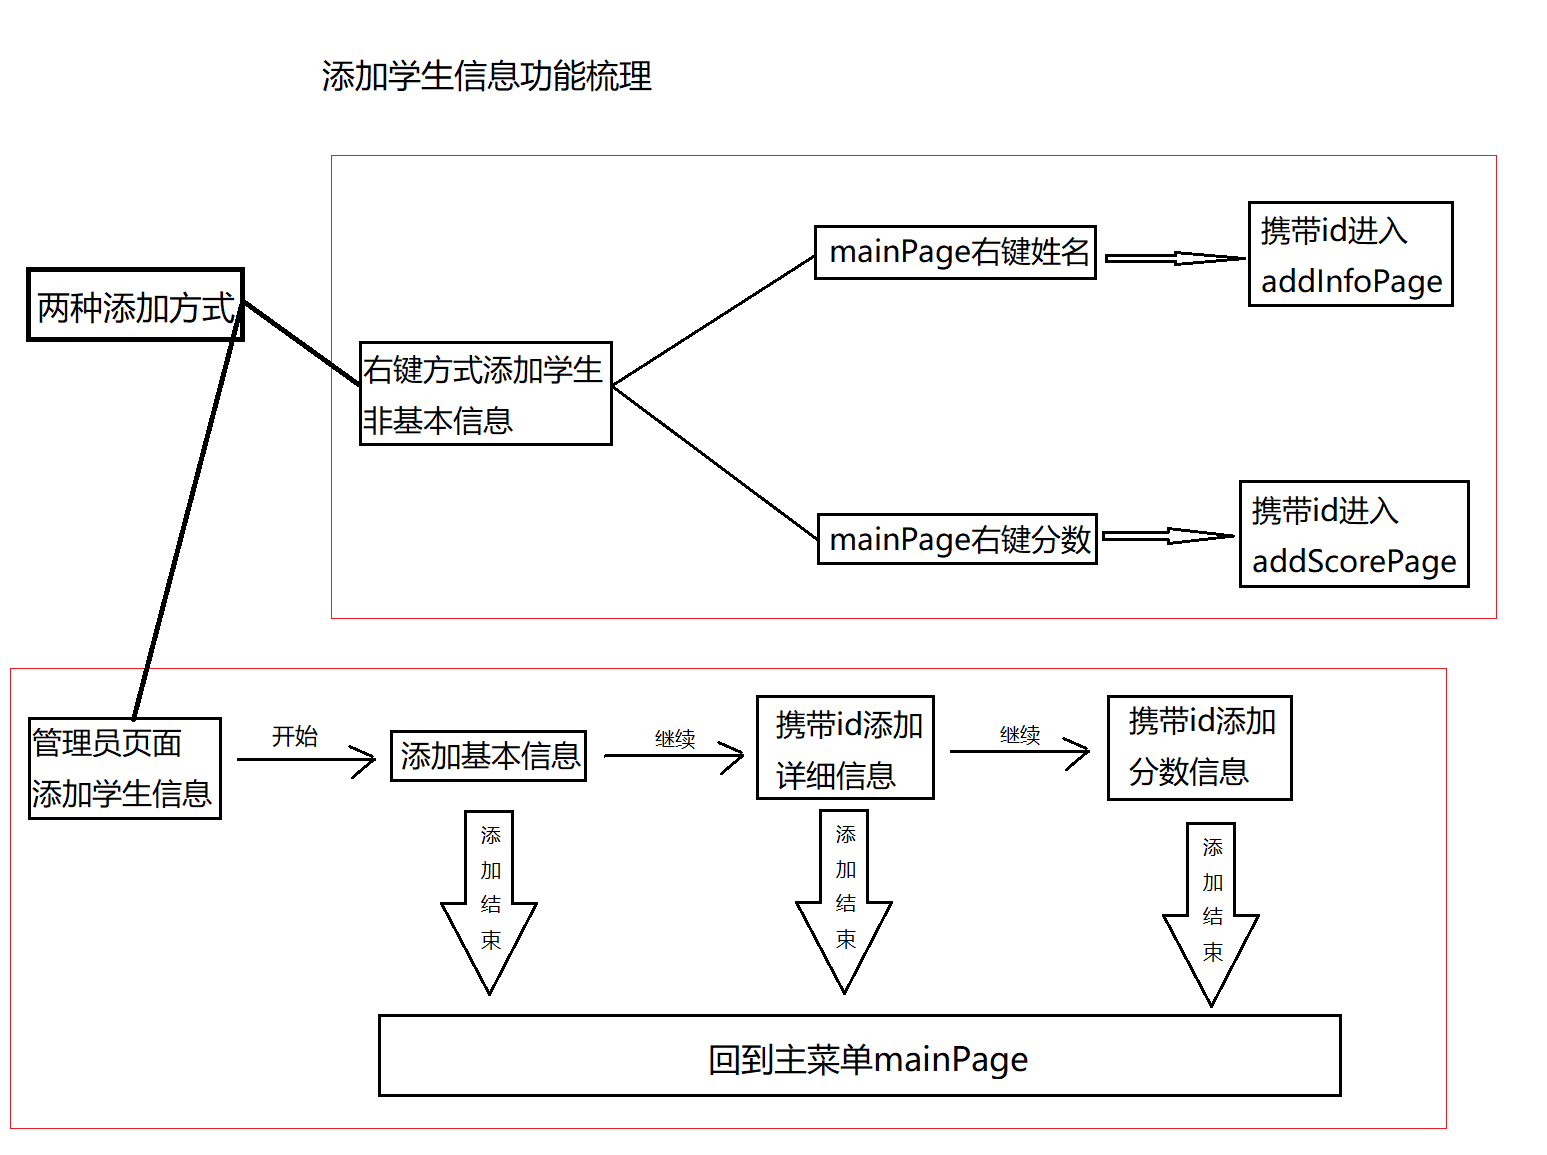 添加学生信息功能梳理
两种添加方式
右键方式添加学生
非基本信息
mainPage右键姓名
携带id进入
addInfoPage
mainPage右键分数
携带id进入
addScorePage
管理员页面
添加学生信息
开始
添加基本信息
继续
携带id添加
详细信息
继续
携带id添加
分数信息
添加结束
添加结束
添加结束
回到主菜单mainPage